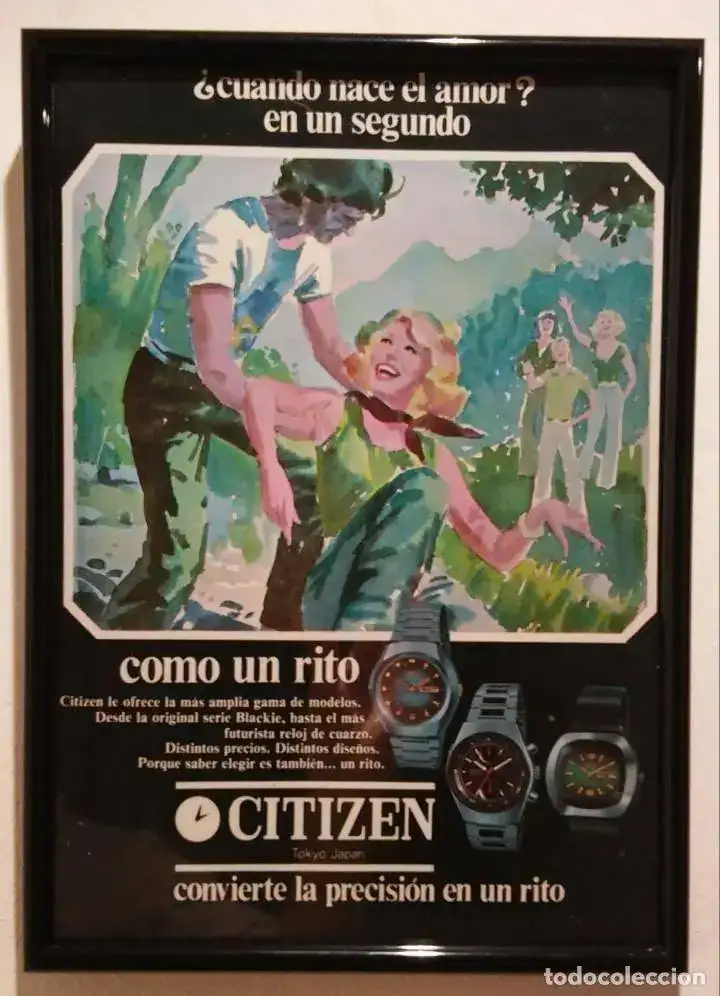 ¿cuando nace el amor?
en un segundo
como un rito
Citizen le ofrece la más amplia gama de modelos.
Desde la original serie Blackie, hasta el más
futurista reloj de cuarzo.
Distintos precios. Distintos diseños.
Porque saber elegir es también... un rito.
CITIZEN
Tokyo Japan
convierte la precisión en un rito
todocoleccion